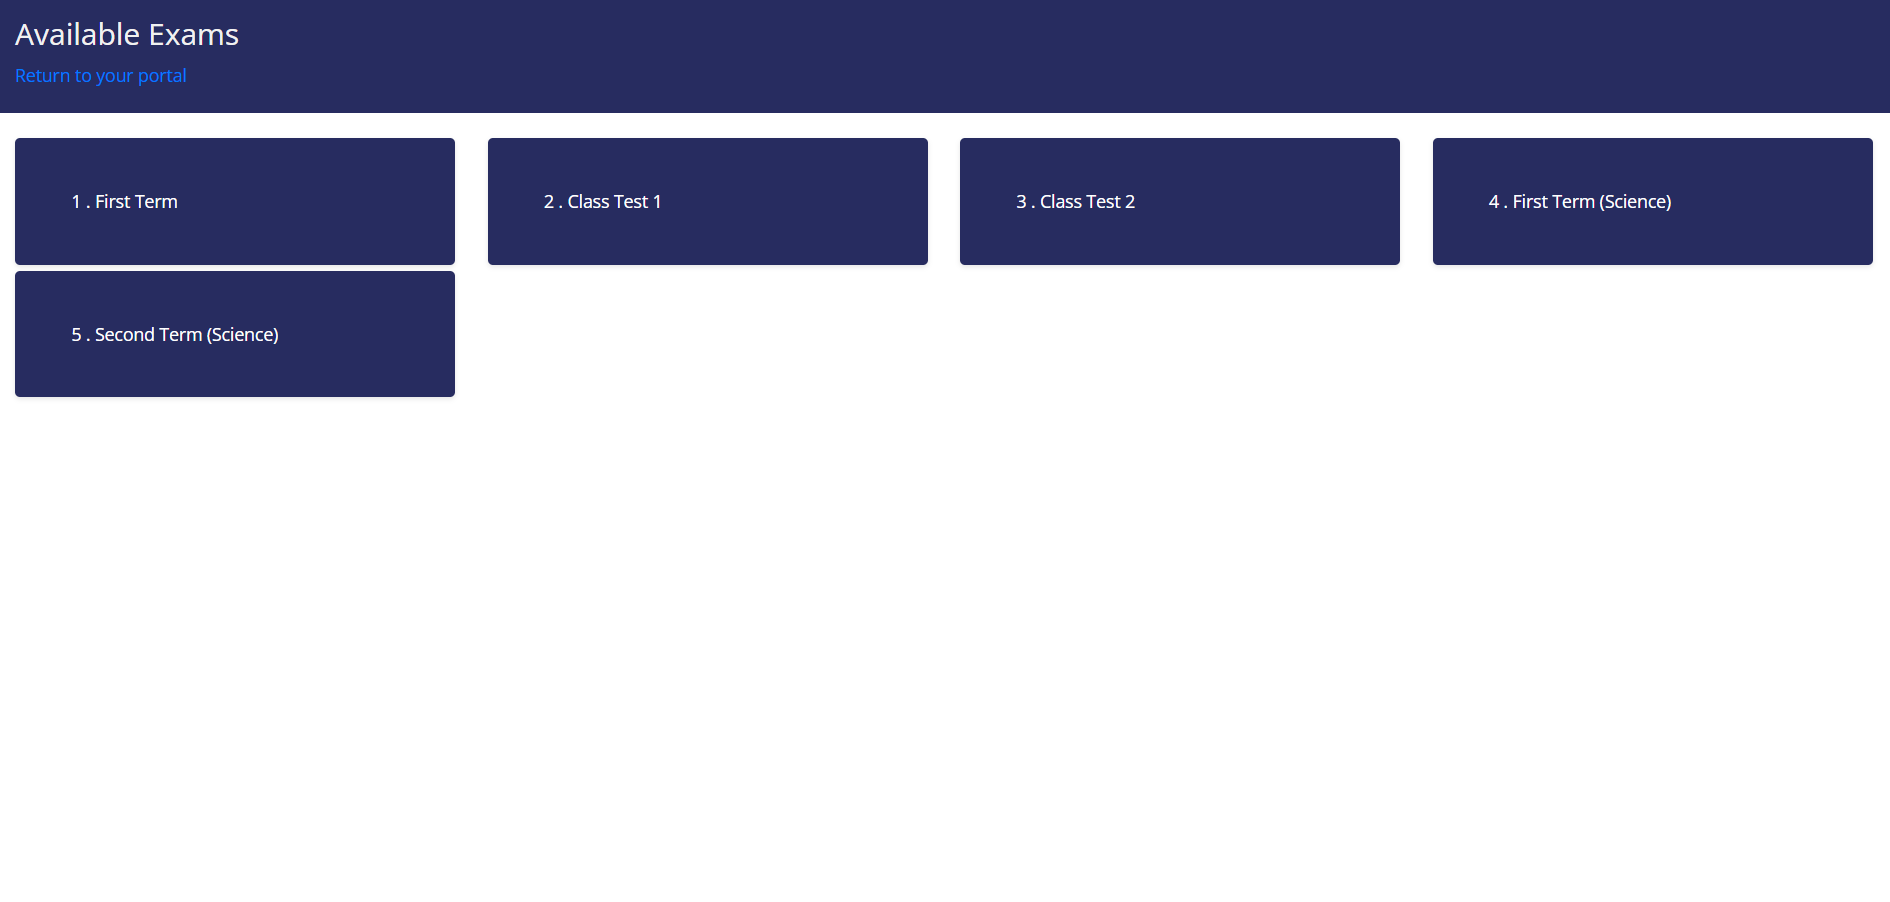 Available Exams
Return to your portal
1 . First Term
2 . Class Test 1
3 . Class Test 2
4 . First Term (Science)
5 . Second Term (Science)